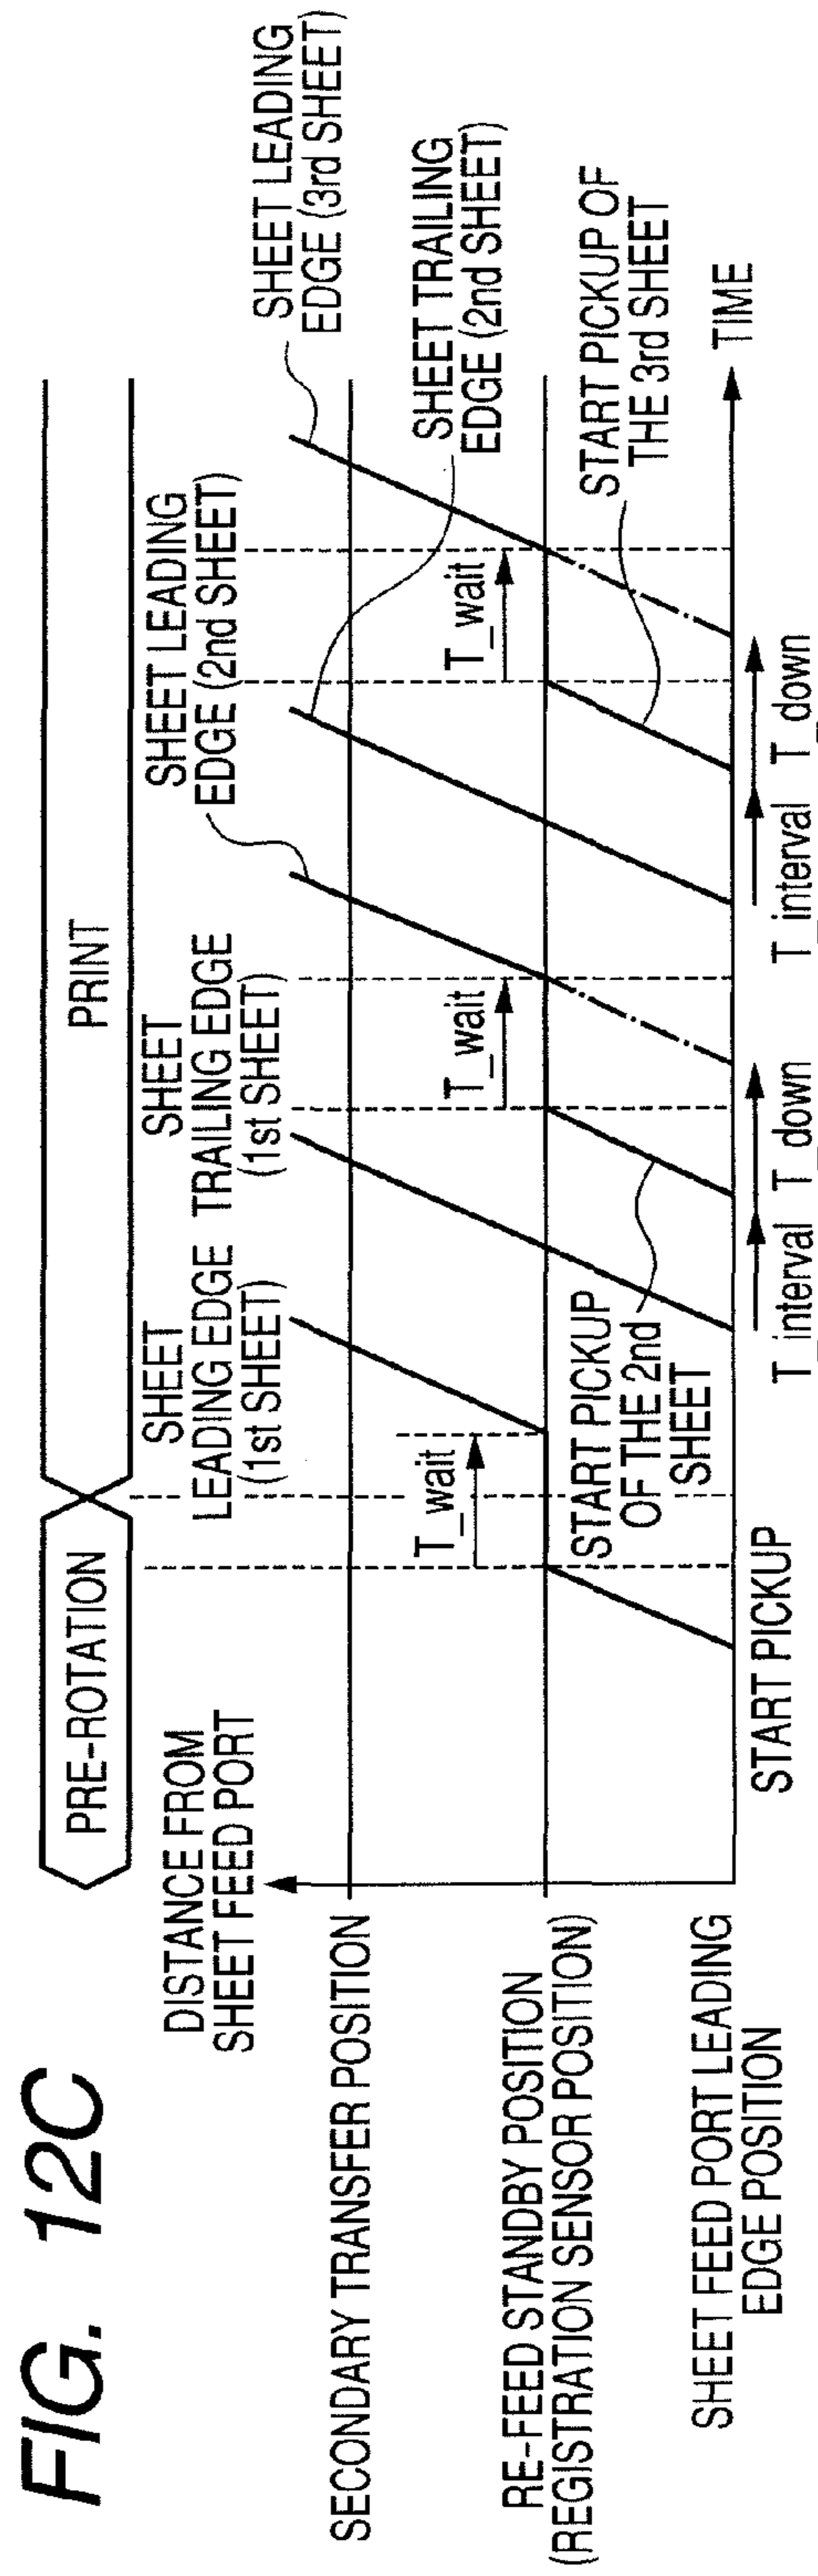 FIG. 12C
PRE-ROTATION
PRINT
DISTANCE FROM
SHEET FEED PORT
SHEET
LEADING EDGE
(1st SHEET)
SHEET
TRAILING EDGE
(1st SHEET)
SHEET LEADING
EDGE (2nd SHEET)
SHEET LEADING
EDGE (3rd SHEET)
SHEET TRAILING
EDGE (2nd SHEET)
SECONDARY TRANSFER POSITION
T_wait
T_wait
T_wait
RE-FEED STANDBY POSITION
(REGISTRATION SENSOR POSITION)
START PICKUP
OF THE 2nd
SHEET
START PICKUP OF
THE 3rd SHEET
SHEET FEED PORT LEADING
EDGE POSITION
TIME
START PICKUP
T_interval
T_down
T_interval
T_down